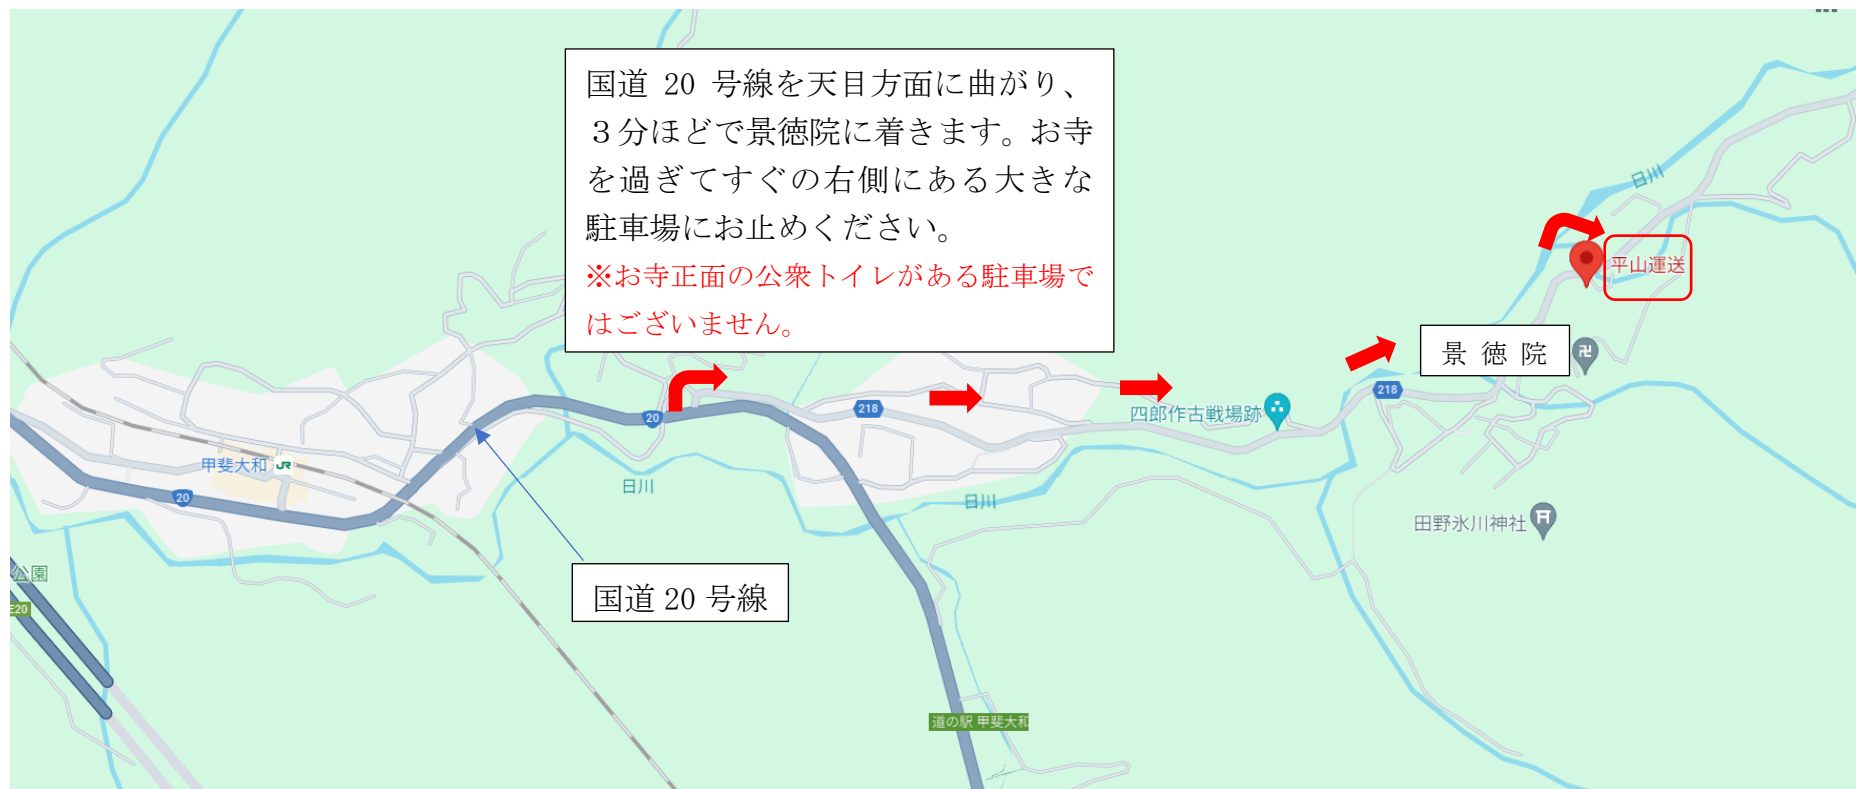 国道 20 号線を天目方面に曲がり、
３分ほどで景徳院に着きます。お寺
を過ぎてすぐの右側にある大きな
駐車場にお止めください。
※お寺正面の公衆トイレがある駐車場で
はございません。
日川
平山運送
景 徳 院
卍
218
20
218
四郎作古戦場跡
甲斐大和
JR
20
日川
日川
田野氷川神社
公園
国道 20 号線
E20
道の駅 甲斐大和